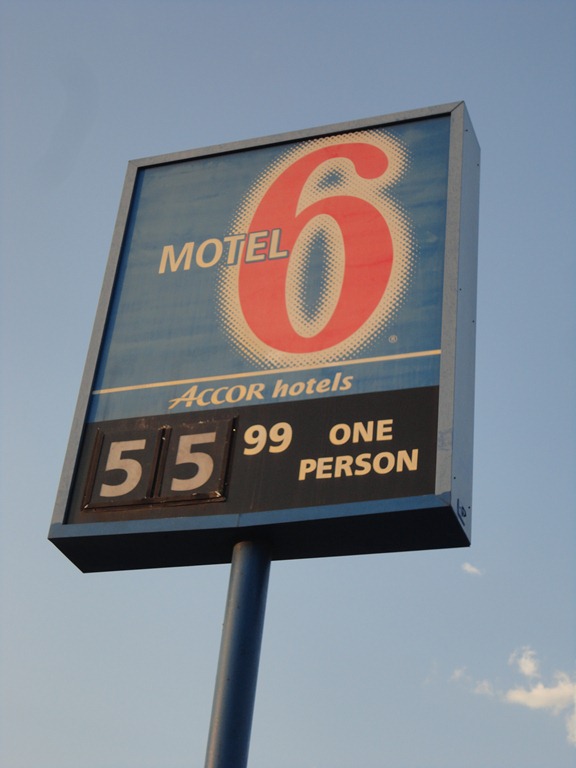 MOTEL 6
®
ACCOR hotels
55 99 ONE
PERSON